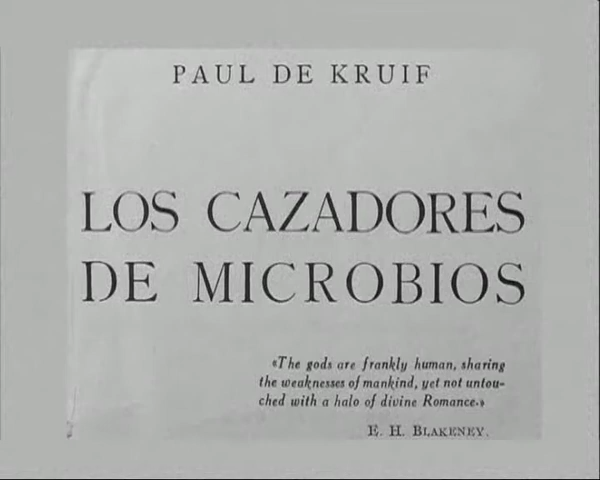 PAUL DE KRUIF
LOS CAZADORES
DE MICROBIOS
«The gods are frankly human, sharing
the weaknesses of mankind, yet not untou-
ched with a halo of divine Romance.»
E. H. BLAKENEY.